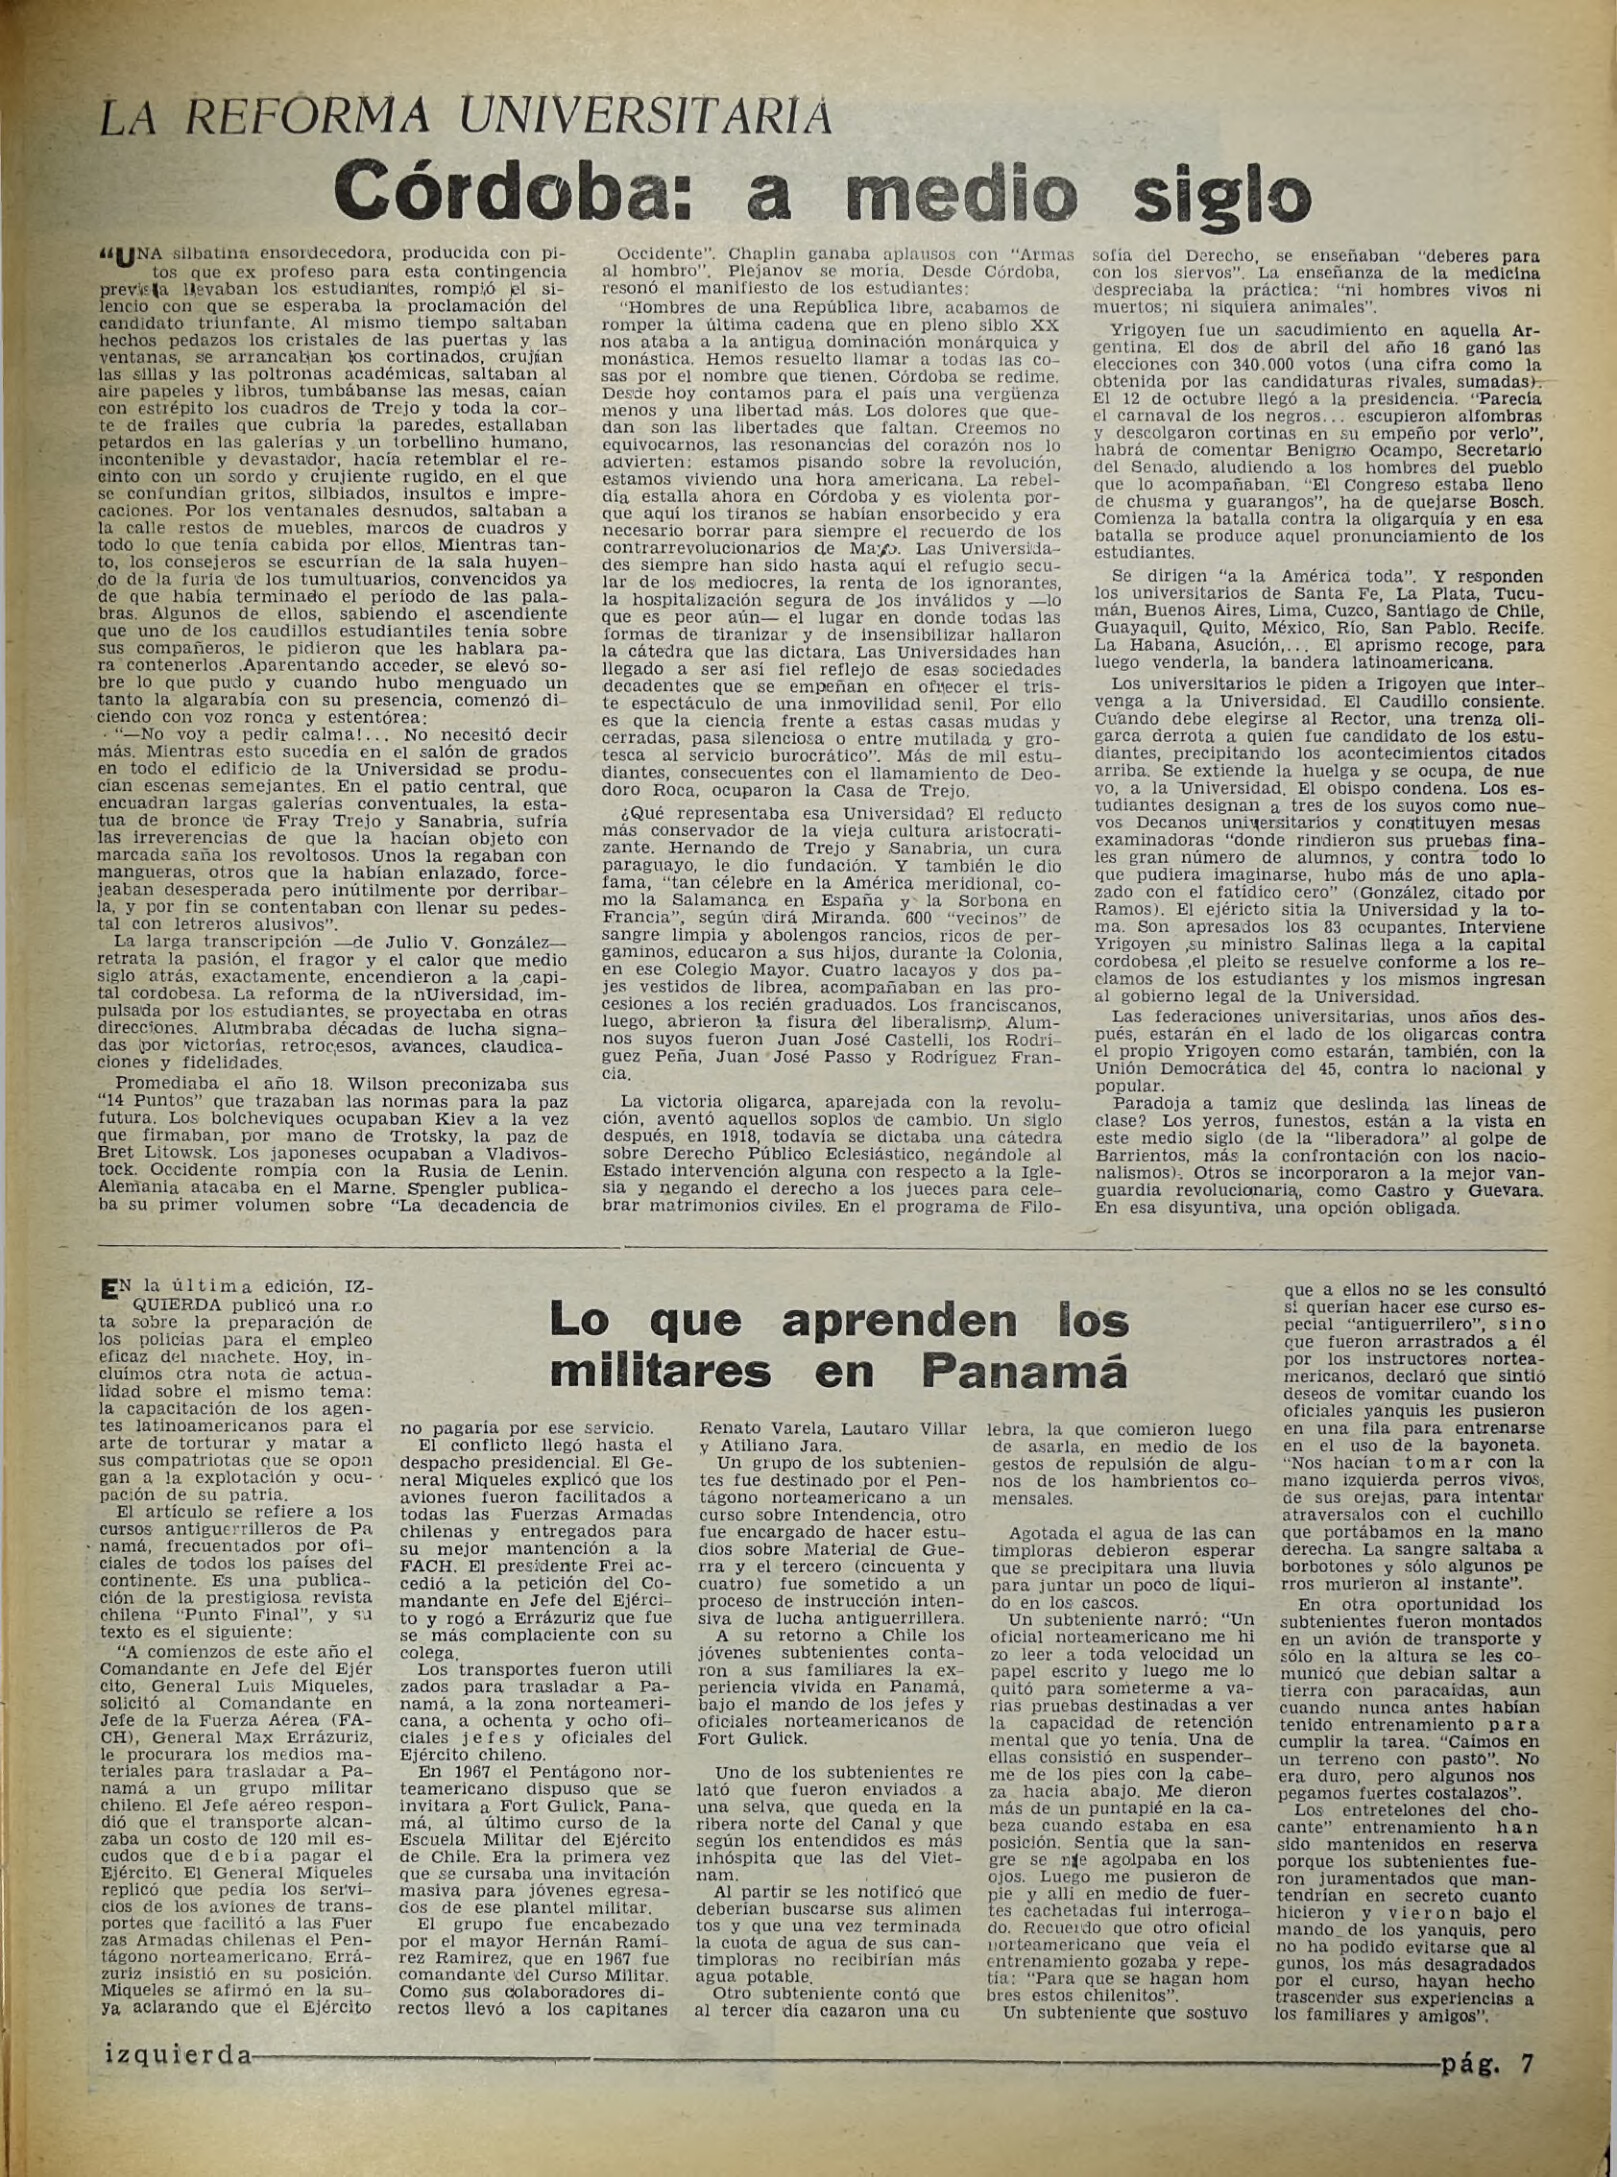 LA REFORMA UNIVERSITARIA
Córdoba: a medio siglo
“UNA silbatina ensordecedora, producida con pi-
tos que ex profeso para esta contingencia
prevista llevaban los estudiantes, rompió el si-
lencio con que se esperaba la proclamación del
candidato triunfante. Al mismo tiempo saltaban
hechos pedazos los cristales de las puertas y las
ventanas, se arrancaban los cortinados, crujían
las sillas y las poltronas académicas, saltaban al
aire papeles y libros, tumbábanse las mesas, caían
con estrépito los cuadros de Trejo y toda la cor-
te de frailes que cubría la paredes, estallaban
petardos en las galerías y un torbellino humano,
incontenible y devastador, hacía retemblar el re-
cinto con un sordo y crujiente rugido, en el que
se confundían gritos, silbiados, insultos e impre-
caciones. Por los ventanales desnudos, saltaban a
la calle restos de muebles, marcos de cuadros y
todo lo que tenía cabida por ellos. Mientras tan-
to, los consejeros se escurrían de la sala huyen-
do de la furia de los tumultuarios, convencidos ya
de que había terminado el período de las pala-
bras. Algunos de ellos, sabiendo el ascendiente
que uno de los caudillos estudiantiles tenía sobre
sus compañeros, le pidieron que les hablara pa-
ra contenerlos .Aparentando acceder, se elevó so-
bre lo que pudo y cuando hubo menguado un
tanto la algarabía con su presencia, comenzó di-
ciendo con voz ronca y estentórea:
“—No voy a pedir calma!... No necesitó decir
más. Mientras esto sucedía en el salón de grados
en todo el edificio de la Universidad se produ-
cían escenas semejantes. En el patio central, que
encuadran largas galerías conventuales, la esta-
tua de bronce de Fray Trejo y Sanabria, sufría
las irreverencias de que la hacían objeto con
marcada saña los revoltosos. Unos la regaban con
mangueras, otros que la habían enlazado, force-
jeaban desesperada pero inútilmente por derribar-
la, y por fin se contentaban con llenar su pedes-
tal con letreros alusivos”.
La larga transcripción —de Julio V. González—
retrata la pasión, el fragor y el calor que medio
siglo atrás, exactamente, encendieron a la capi-
tal cordobesa. La reforma de la nUiversidad, im-
pulsada por los estudiantes, se proyectaba en otras
direcciones. Alumbraba décadas de lucha signa-
das por victorias, retrocesos, avances, claudica-
ciones y fidelidades.
Promediaba el año 18. Wilson preconizaba sus
“14 Puntos” que trazaban las normas para la paz
futura. Los bolcheviques ocupaban Kiev a la vez
que firmaban, por mano de Trotsky, la paz de
Bret Litowsk. Los japoneses ocupaban a Vladivos-
tock. Occidente rompía con la Rusia de Lenin.
Alemania atacaba en el Marne. Spengler publica-
ba su primer volumen sobre “La decadencia de
Occidente”. Chaplin ganaba aplausos con “Armas
al hombro”. Plejanov se moría. Desde Córdoba,
resonó el manifiesto de los estudiantes:
“Hombres de una República libre, acabamos de
romper la última cadena que en pleno siblo XX
nos ataba a la antigua dominación monárquica y
monástica. Hemos resuelto llamar a todas las co-
sas por el nombre que tienen. Córdoba se redime.
Desde hoy contamos para el país una vergüenza
menos y una libertad más. Los dolores que que-
dan son las libertades que faltan. Creemos no
equivocarnos, las resonancias del corazón nos lo
advierten: estamos pisando sobre la revolución,
estamos viviendo una hora americana. La rebel-
día estalla ahora en Córdoba y es violenta por-
que aquí los tiranos se habían ensorbecido y era
necesario borrar para siempre el recuerdo de los
contrarrevolucionarios de Mayo. Las Universida-
des siempre han sido hasta aquí el refugio secu-
lar de los mediocres, la renta de los ignorantes,
la hospitalización segura de los inválidos y —lo
que es peor aún— el lugar en donde todas las
formas de tiranizar y de insensibilizar hallaron
la cátedra que las dictara. Las Universidades han
llegado a ser así fiel reflejo de esas sociedades
decadentes que se empeñan en ofrecer el tris-
te espectáculo de una inmovilidad senil. Por ello
es que la ciencia frente a estas casas mudas y
cerradas, pasa silenciosa o entre mutilada y gro-
tesca al servicio burocrático”. Más de mil estu-
diantes, consecuentes con el llamamiento de Deo-
doro Roca, ocuparon la Casa de Trejo.
¿Qué representaba esa Universidad? El reducto
más conservador de la vieja cultura aristocrati-
zante. Hernando de Trejo y Sanabria, un cura
paraguayo, le dio fundación. Y también le dio
fama, “tan célebre en la América meridional, co-
mo la Salamanca en España y la Sorbona en
Francia”, según dirá Miranda. 600 “vecinos” de
sangre limpia y abolengos rancios, ricos de per-
gaminos, educaron a sus hijos, durante la Colonia,
en ese Colegio Mayor. Cuatro lacayos y dos pa-
jes vestidos de librea, acompañaban en las pro-
cesiones a los recién graduados. Los franciscanos,
luego, abrieron la fisura del liberalismo. Alum-
nos suyos fueron Juan José Castelli, los Rodrí-
guez Peña, Juan José Passo y Rodríguez Fran-
cia.
La victoria oligarca, aparejada con la revolu-
ción, aventó aquellos soplos de cambio. Un siglo
después, en 1918, todavía se dictaba una cátedra
sobre Derecho Público Eclesiástico, negándole al
Estado intervención alguna con respecto a la Igle-
sia y negando el derecho a los jueces para cele-
brar matrimonios civiles. En el programa de Filo-
sofía del Derecho, se enseñaban “deberes para
con los siervos”. La enseñanza de la medicina
despreciaba la práctica: “ni hombres vivos ni
muertos; ni siquiera animales”.
Yrigoyen fue un sacudimiento en aquella Ar-
gentina. El dos de abril del año 16 ganó las
elecciones con 340.000 votos (una cifra como la
obtenida por las candidaturas rivales, sumadas).
El 12 de octubre llegó a la presidencia. “Parecía
el carnaval de los negros... escupieron alfombras
y descolgaron cortinas en su empeño por verlo”,
habrá de comentar Benigno Ocampo, Secretario
del Senado, aludiendo a los hombres del pueblo
que lo acompañaban. “El Congreso estaba lleno
de chusma y guarangos”, ha de quejarse Bosch.
Comienza la batalla contra la oligarquía y en esa
batalla se produce aquel pronunciamiento de los
estudiantes.
Se dirigen “a la América toda”. Y responden
los universitarios de Santa Fe, La Plata, Tucu-
mán, Buenos Aires, Lima, Cuzco, Santiago de Chile,
Guayaquil, Quito, México, Río, San Pablo. Recife.
La Habana, Asución,... El aprismo recoge, para
luego venderla, la bandera latinoamericana.
Los universitarios le piden a Irigoyen que inter-
venga a la Universidad. El Caudillo consiente.
Cuando debe elegirse al Rector, una trenza oli-
garca derrota a quien fue candidato de los estu-
diantes, precipitando los acontecimientos citados
arriba. Se extiende la huelga y se ocupa, de nue
vo, a la Universidad. El obispo condena. Los es-
tudiantes designan a tres de los suyos como nue-
vos Decanos universitarios y constituyen mesas
examinadoras “donde rindieron sus pruebas fina-
les gran número de alumnos, y contra todo lo
que pudiera imaginarse, hubo más de uno apla-
zado con el fatídico cero” (González, citado por
Ramos). El ejéricto sitia la Universidad y la to-
ma. Son apresados los 83 ocupantes. Interviene
Yrigoyen ,su ministro Salinas llega a la capital
cordobesa ,el pleito se resuelve conforme a los re-
clamos de los estudiantes y los mismos ingresan
al gobierno legal de la Universidad.
Las federaciones universitarias, unos años des-
pués, estarán en el lado de los oligarcas contra
el propio Yrigoyen como estarán, también, con la
Unión Democrática del 45, contra lo nacional y
popular.
Paradoja a tamiz que deslinda las líneas de
clase? Los yerros, funestos, están a la vista en
este medio siglo (de la “liberadora” al golpe de
Barrientos, más la confrontación con los nacio-
nalismos). Otros se incorporaron a la mejor van-
guardia revolucionaria, como Castro y Guevara.
En esa disyuntiva, una opción obligada.
Lo que aprenden los
militares en Panamá
EN la última edición, IZ-
QUIERDA publicó una no
ta sobre la preparación de
los policías para el empleo
eficaz del machete. Hoy, in-
cluímos otra nota de actua-
lidad sobre el mismo tema:
la capacitación de los agen-
tes latinoamericanos para el
arte de torturar y matar a
sus compatriotas que se opon
gan a la explotación y ocu-
pación de su patria.
El artículo se refiere a los
cursos antiguerrilleros de Pa
namá, frecuentados por ofi-
ciales de todos los países del
continente. Es una publica-
ción de la prestigiosa revista
chilena “Punto Final”, y su
texto es el siguiente:
“A comienzos de este año el
Comandante en Jefe del Ejér
cito, General Luis Miqueles,
solicitó al Comandante en
Jefe de la Fuerza Aérea (FA-
CH), General Max Errázuriz,
le procurara los medios ma-
teriales para trasladar a Pa-
namá a un grupo militar
chileno. El Jefe aéreo respon-
dió que el transporte alcan-
zaba un costo de 120 mil es-
cudos que debía pagar el
Ejército. El General Miqueles
replicó que pedía los servi-
cios de los aviones de trans-
portes que facilitó a las Fuer
zas Armadas chilenas el Pen-
tágono norteamericano. Errá-
zuriz insistió en su posición.
Miqueles se afirmó en la su-
ya aclarando que el Ejército
no pagaría por ese servicio.
El conflicto llegó hasta el
despacho presidencial. El Ge-
neral Miqueles explicó que los
aviones fueron facilitados a
todas las Fuerzas Armadas
chilenas y entregados para
su mejor mantención a la
FACH. El presidente Frei ac-
cedió a la petición del Co-
mandante en Jefe del Ejérci-
to y rogó a Errázuriz que fue
se más complaciente con su
colega.
Los transportes fueron utili
zados para trasladar a Pa-
namá, a la zona norteameri-
cana, a ochenta y ocho ofi-
ciales jefes y oficiales del
Ejército chileno.
En 1967 el Pentágono nor-
teamericano dispuso que se
invitara a Fort Gulick, Pana-
má, al último curso de la
Escuela Militar del Ejército
de Chile. Era la primera vez
que se cursaba una invitación
masiva para jóvenes egresa-
dos de ese plantel militar.
El grupo fue encabezado
por el mayor Hernán Ramí-
rez Ramírez, que en 1967 fue
comandante del Curso Militar.
Como sus colaboradores di-
rectos llevó a los capitanes
Renato Varela, Lautaro Villar
y Atiliano Jara.
Un grupo de los subtenien-
tes fue destinado por el Pen-
tágono norteamericano a un
curso sobre Intendencia, otro
fue encargado de hacer estu-
dios sobre Material de Gue-
rra y el tercero (cincuenta y
cuatro) fue sometido a un
proceso de instrucción inten-
siva de lucha antiguerrillera.
A su retorno a Chile los
jóvenes subtenientes conta-
ron a sus familiares la ex-
periencia vivida en Panamá,
bajo el mando de los jefes y
oficiales norteamericanos de
Fort Gulick.
Uno de los subtenientes re
lató que fueron enviados a
una selva, que queda en la
ribera norte del Canal y que
según los entendidos es más
inhóspita que las del Viet-
nam.
Al partir se les notificó que
deberían buscarse sus alimen
tos y que una vez terminada
la cuota de agua de sus can-
timploras no recibirían más
agua potable.
Otro subteniente contó que
al tercer día cazaron una cu
lebra, la que comieron luego
de asarla, en medio de los
gestos de repulsión de algu-
nos de los hambrientos co-
mensales.
Agotada el agua de las can
timploras debieron esperar
que se precipitara una lluvia
para juntar un poco de líqui-
do en los cascos.
Un subteniente narró: “Un
oficial norteamericano me hi
zo leer a toda velocidad un
papel escrito y luego me lo
quitó para someterme a va-
rias pruebas destinadas a ver
la capacidad de retención
mental que yo tenía. Una de
ellas consistió en suspender-
me de los pies con la cabe-
za hacia abajo. Me dieron
más de un puntapié en la ca-
beza cuando estaba en esa
posición. Sentía que la san-
gre se me agolpaba en los
ojos. Luego me pusieron de
pie y allí en medio de fuer-
tes cachetadas fui interroga-
do. Recuerdo que otro oficial
norteamericano que veía el
entrenamiento gozaba y repe-
tía: “Para que se hagan hom
bres estos chilenitos”.
Un subteniente que sostuvo
que a ellos no se les consultó
si querían hacer ese curso es-
pecial “antiguerrilero”, sino
que fueron arrastrados a él
por los instructores nortea-
mericanos, declaró que sintió
deseos de vomitar cuando los
oficiales yanquis les pusieron
en una fila para entrenarse
en el uso de la bayoneta.
“Nos hacían tomar con la
mano izquierda perros vivos,
de sus orejas, para intentar
atraversalos con el cuchillo
que portábamos en la mano
derecha. La sangre saltaba a
borbotones y sólo algunos pe
rros murieron al instante”.
En otra oportunidad los
subtenientes fueron montados
en un avión de transporte y
sólo en la altura se les co-
municó que debían saltar a
tierra con paracaídas, aun
cuando nunca antes habían
tenido entrenamiento para
cumplir la tarea. “Caímos en
un terreno con pasto”. No
era duro, pero algunos nos
pegamos fuertes costalazos”.
Los entretelones del cho-
cante” entrenamiento han
sido mantenidos en reserva
porque los subtenientes fue-
ron juramentados que man-
tendrían en secreto cuanto
hicieron y vieron bajo el
mando de los yanquis, pero
no ha podido evitarse que al
gunos, los más desagradados
por el curso, hayan hecho
trascender sus experiencias a
los familiares y amigos”.
izquierda
pág. 7